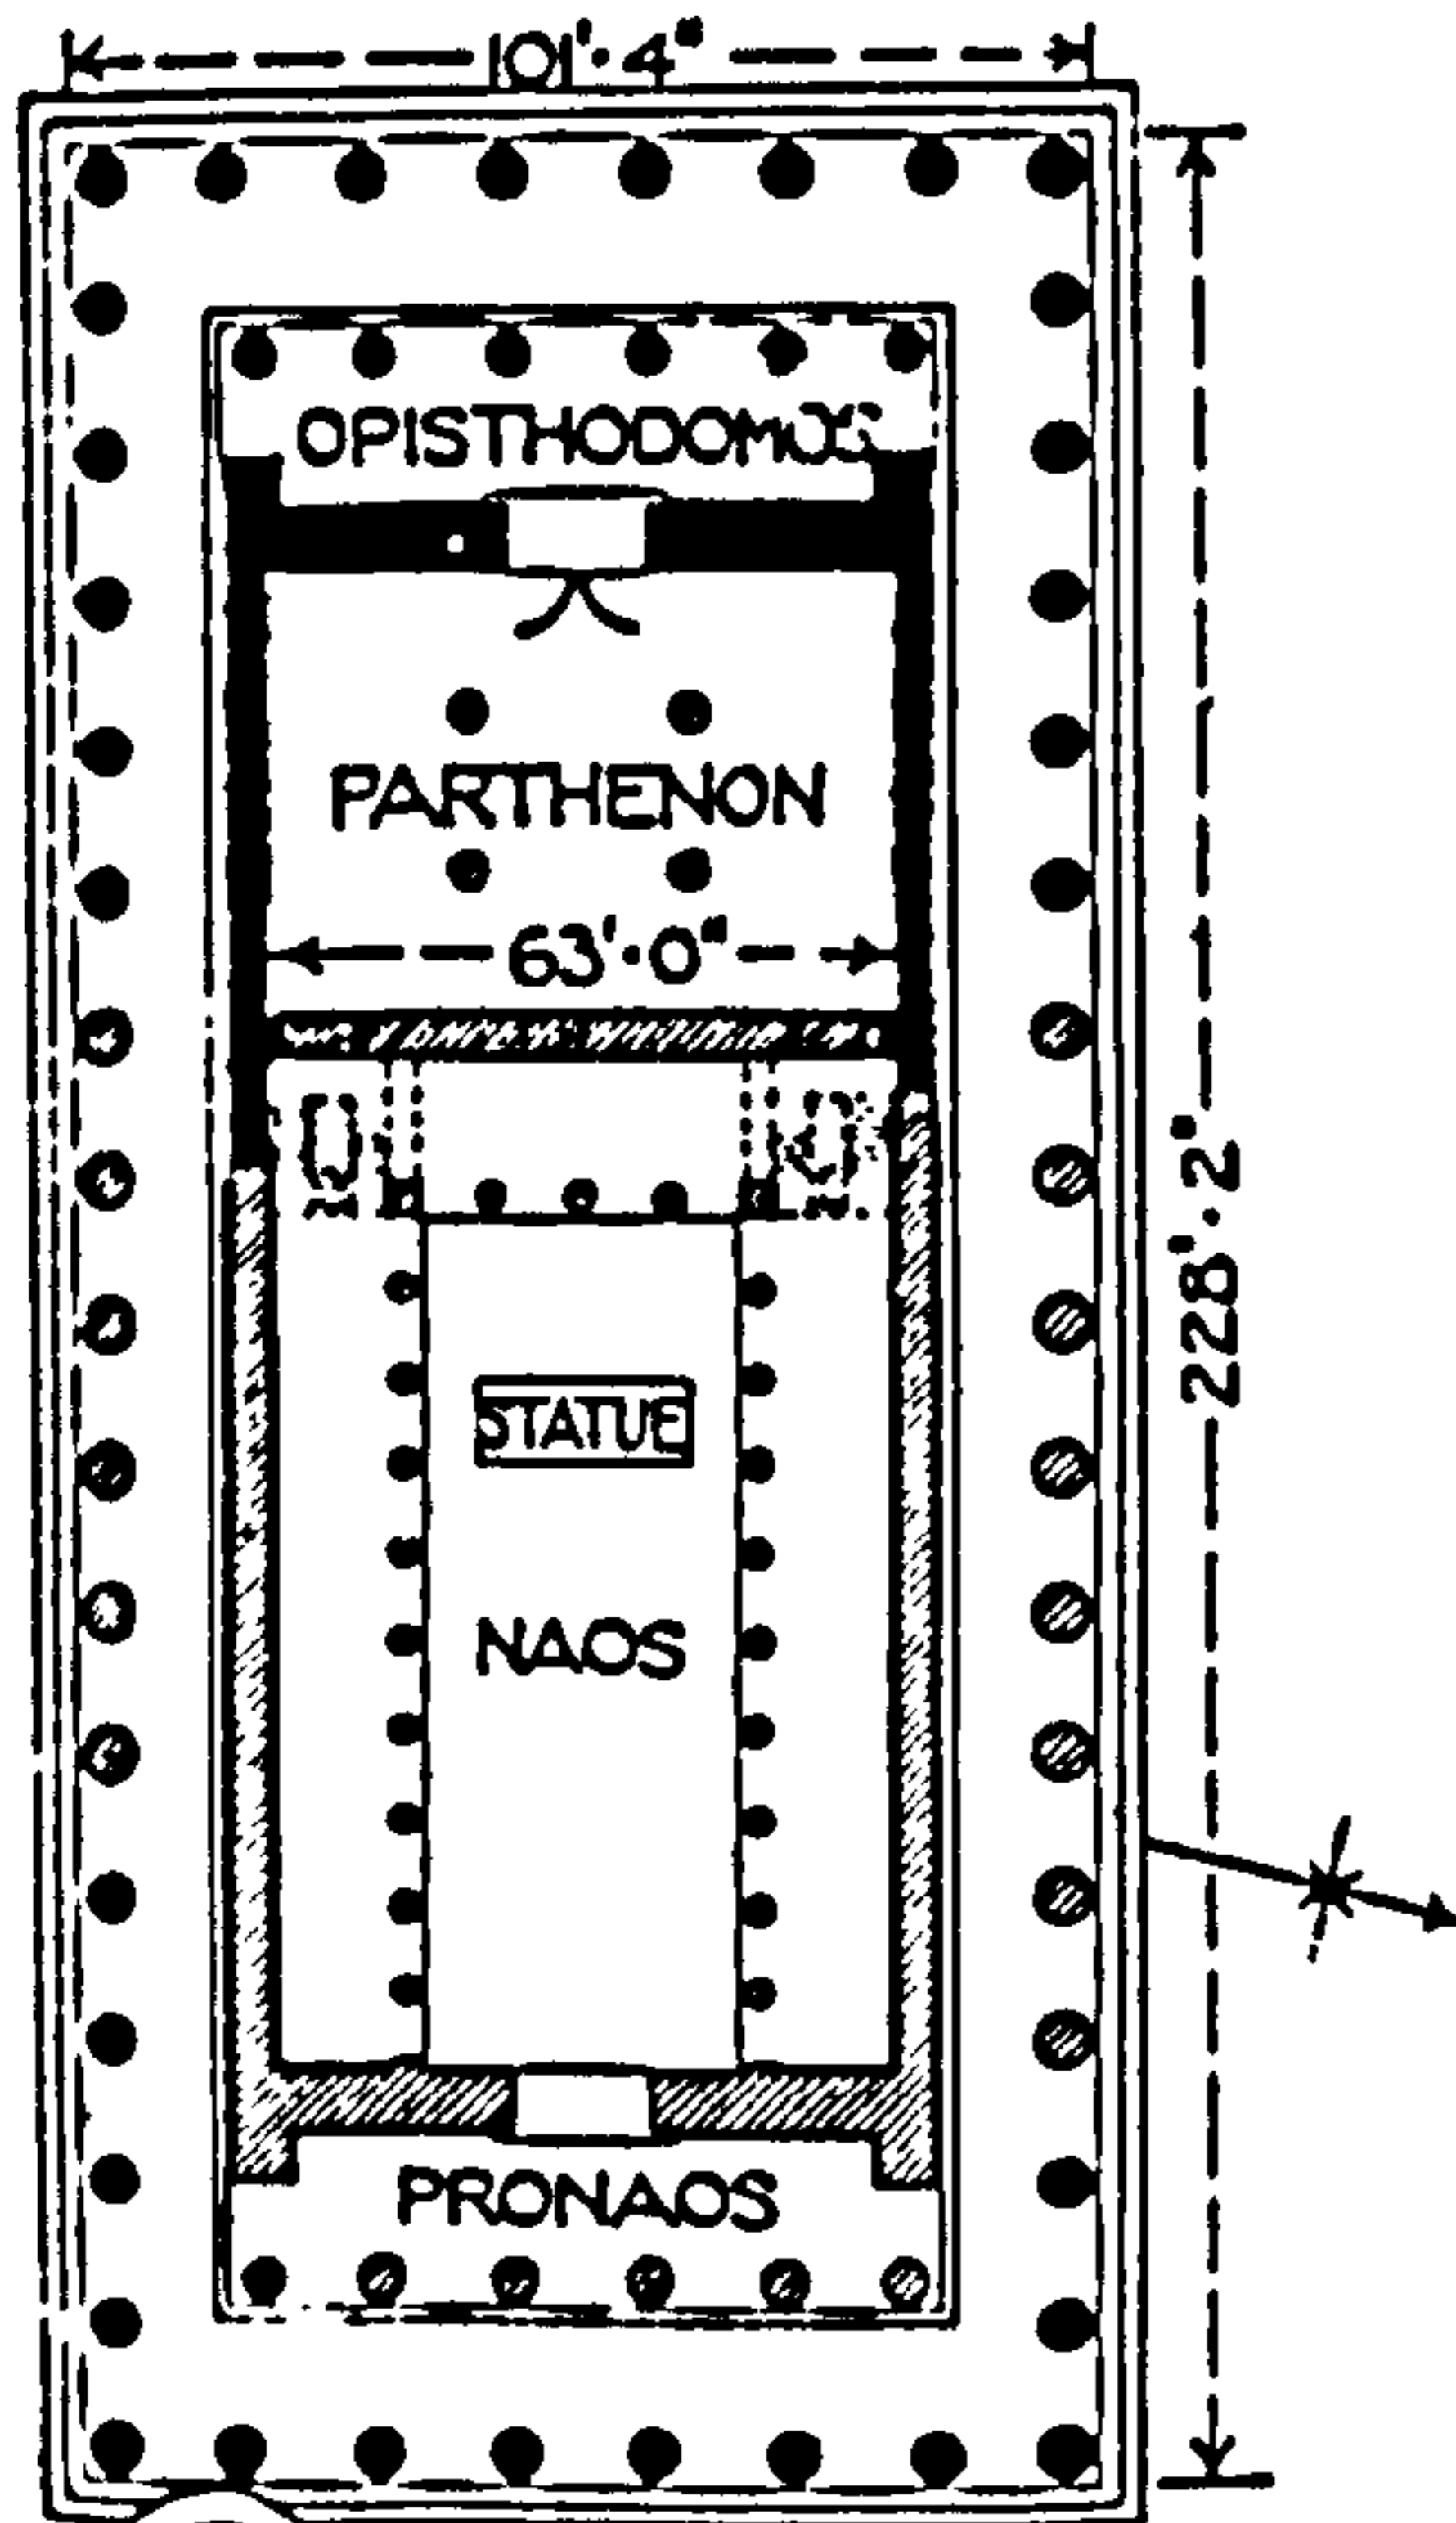 101'·4"
OPISTHODOMOS
PARTHENON
63'·0"
228'·2"
STATUE
NAOS
PRONAOS